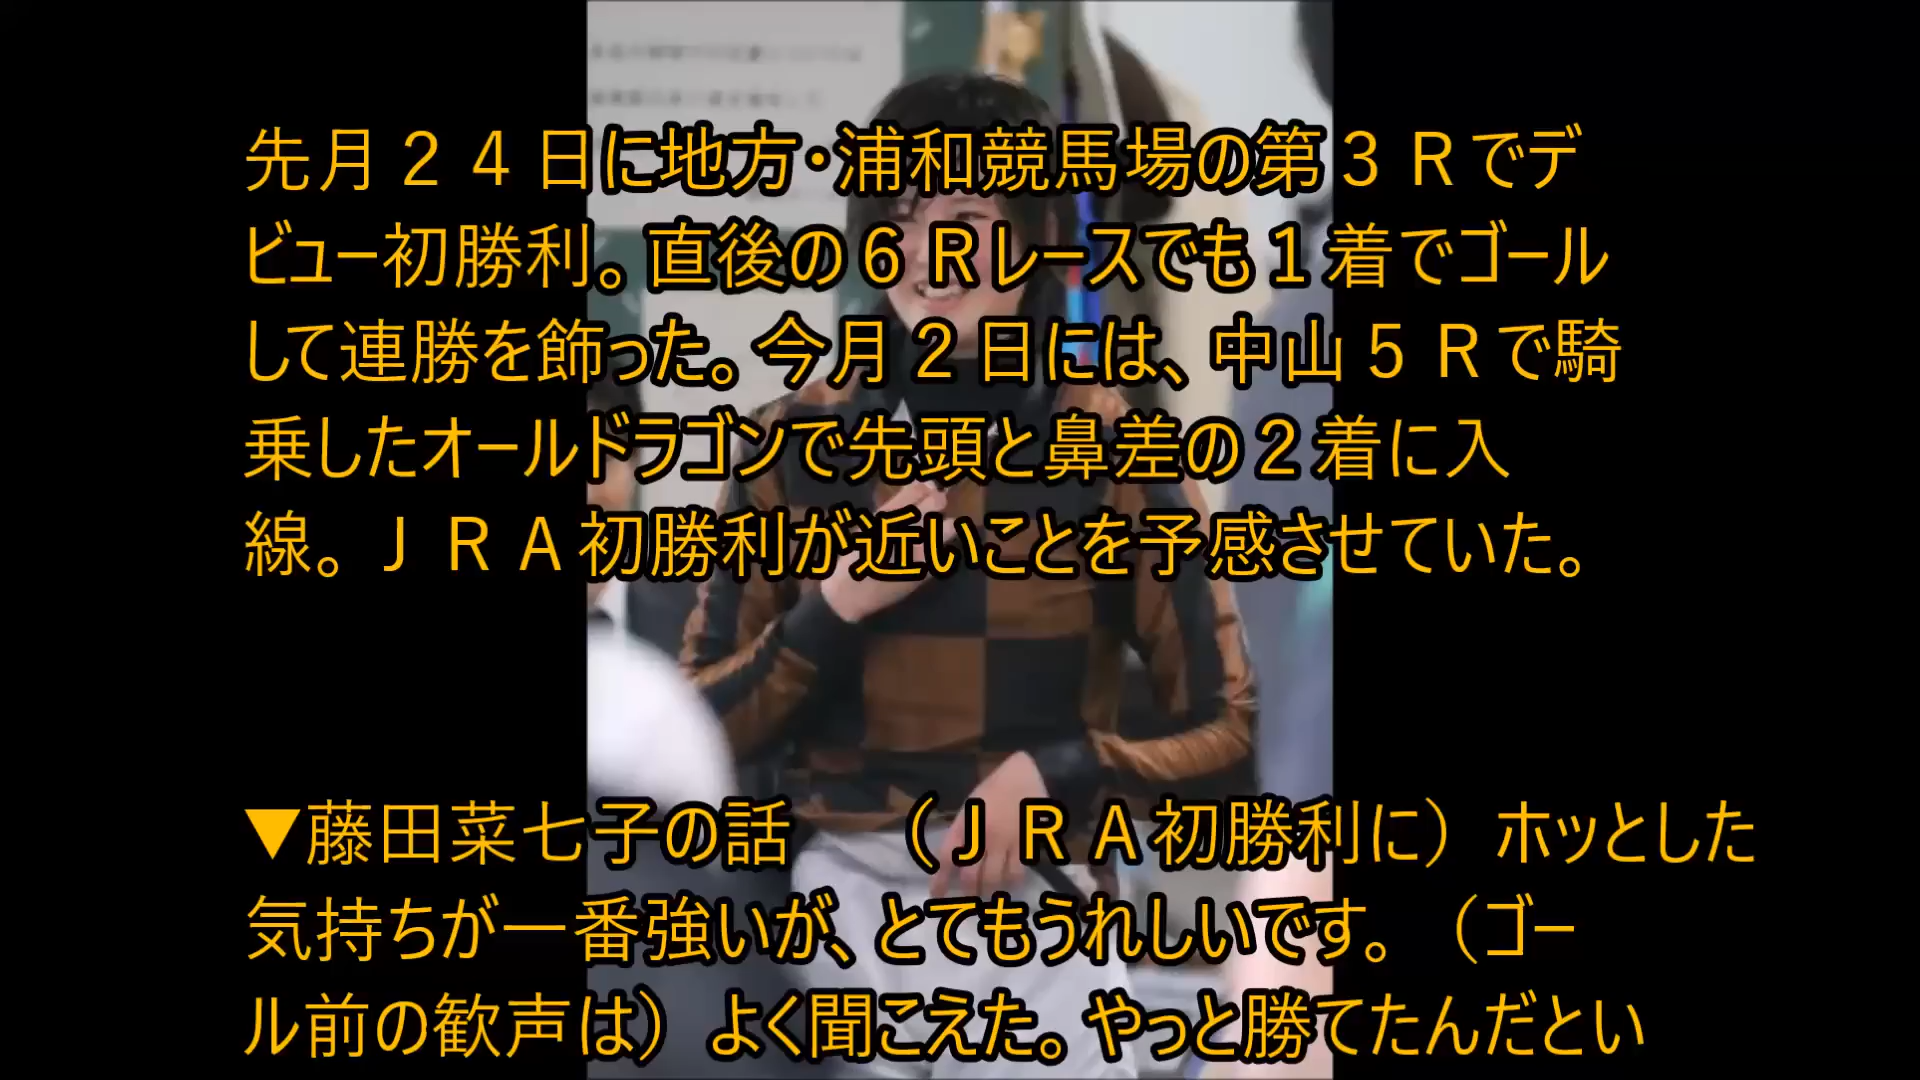 先月２４日に地方・浦和競馬場の第３Ｒでデ
ビュー初勝利。直後の６Ｒレースでも１着でゴール
して連勝を飾った。今月２日には、中山５Ｒで騎
乗したオールドラゴンで先頭と鼻差の２着に入
線。ＪＲＡ初勝利が近いことを予感させていた。
▼藤田菜七子の話　（ＪＲＡ初勝利に）ホッとした
気持ちが一番強いが、とてもうれしいです。（ゴー
ル前の歓声は）よく聞こえた。やっと勝てたんだとい